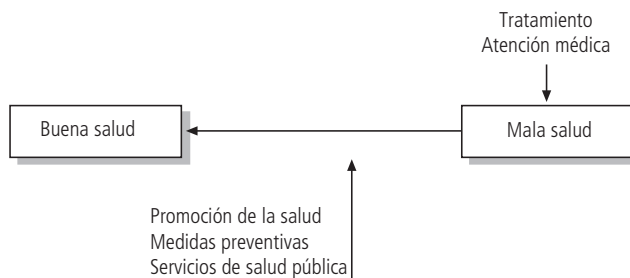 Tratamiento
Atención médica
Buena salud
Mala salud
Promoción de la salud
Medidas preventivas
Servicios de salud pública